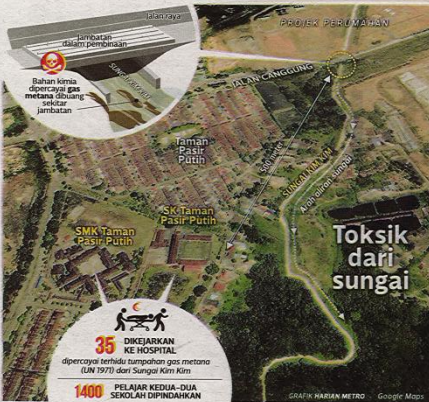 Jalan raya
PROJEK PERUMAHAN
Jambatan
dalam pembinaan
Bahan kimia
dipercayai gas
metana dibuang
sekitar
jambatan
JALAN CANGGUNG
Taman
Pasir
Putih
500 meter
SUNGAI KIM KIM
Arah aliran sungai
SK Taman
Pasir Putih
SMK Taman
Pasir Putih
Toksik
dari
sungai
35 DIKEJARKAN
KE HOSPITAL
dipercayai terhidu tumpahan gas metana
(UN 1971) dari Sungai Kim Kim
1400 PELAJAR KEDUA-DUA
SEKOLAH DIPINDAHKAN
GRAFIK HARIAN METRO Google Maps